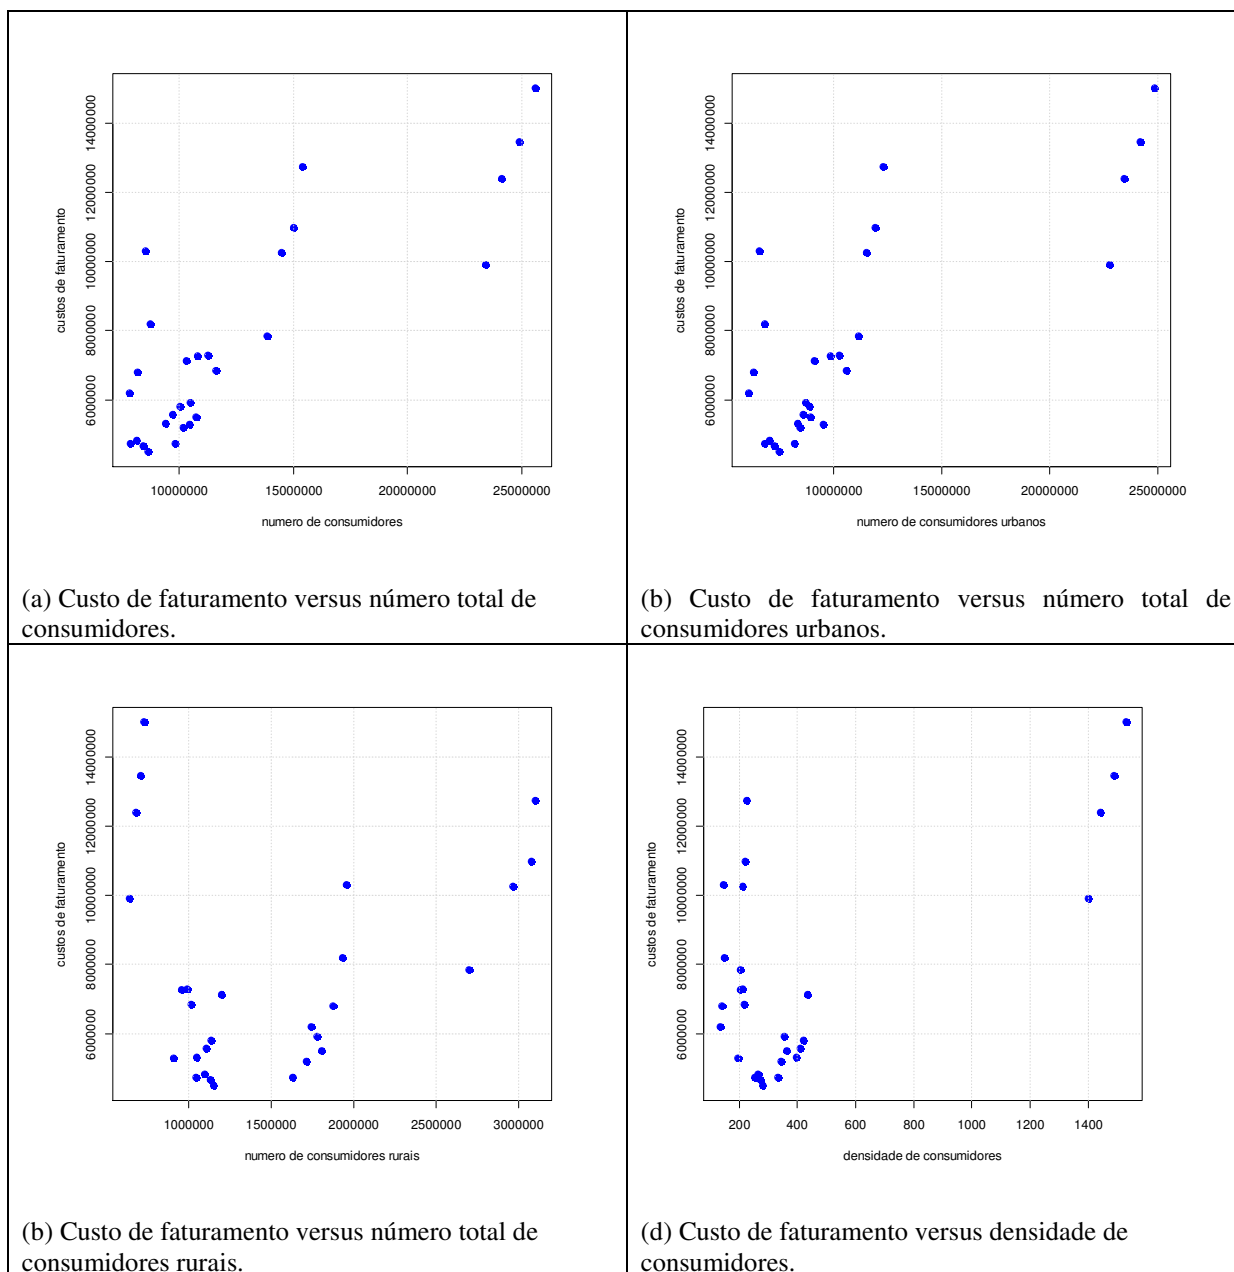 custos de faturamento
6000000 8000000 10000000 12000000 14000000
10000000 15000000 20000000 25000000
numero de consumidores
(a) Custo de faturamento versus número total de
consumidores.
custos de faturamento
6000000 8000000 10000000 12000000 14000000
10000000 15000000 20000000 25000000
numero de consumidores urbanos
(b) Custo de faturamento versus número total de
consumidores urbanos.
custos de faturamento
6000000 8000000 10000000 12000000 14000000
1000000 1500000 2000000 2500000 3000000
numero de consumidores rurais
(b) Custo de faturamento versus número total de
consumidores rurais.
custos de faturamento
6000000 8000000 10000000 12000000 14000000
200 400 600 800 1000 1200 1400
densidade de consumidores
(d) Custo de faturamento versus densidade de
consumidores.